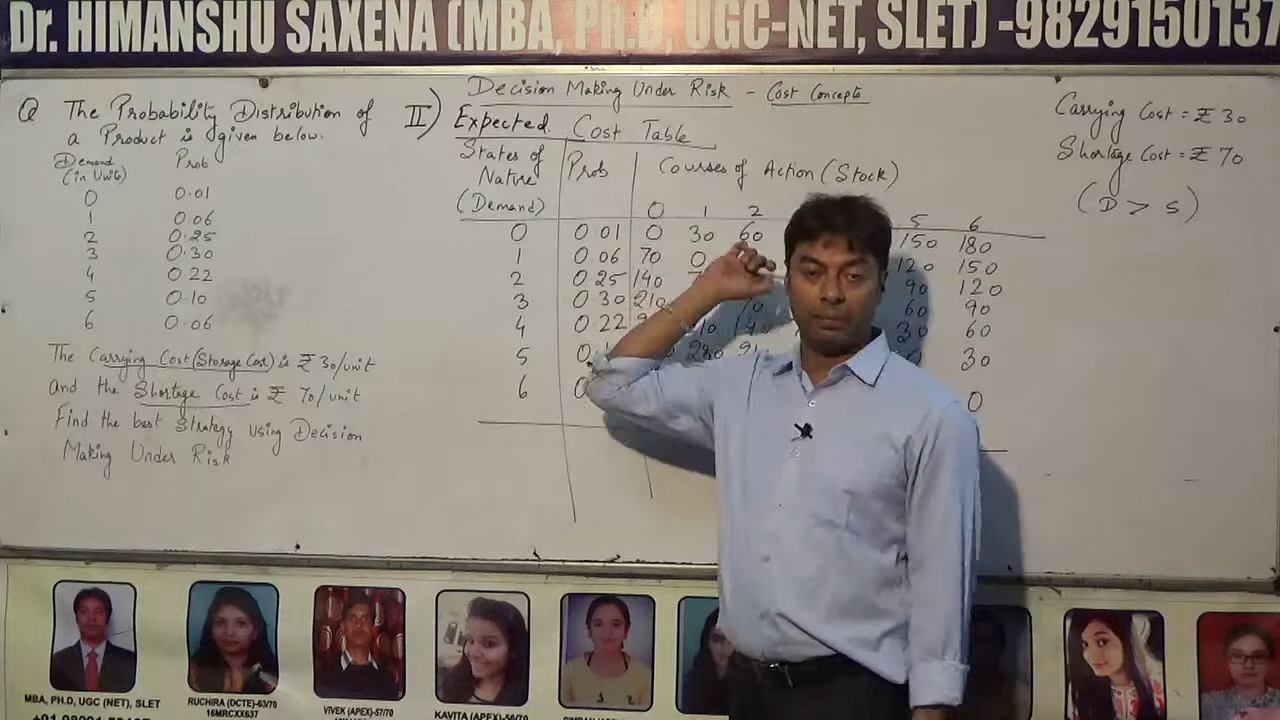 Dr. HIMANSHU SAXENA (MBA, Ph.D, UGC-NET, SLET) -9829150137
Decision Making Under Risk - Cost Concepts
Q The Probability Distribution of
a Product is given below.
Demand (in Units) Prob
0 0.01
1 0.06
2 0.25
3 0.30
4 0.22
5 0.10
6 0.06
The Carrying Cost (Storage Cost) is ₹ 30/unit
and the Shortage Cost is ₹ 70/unit
Find the best Strategy using Decision
Making Under Risk
II) Expected Cost Table
States of Nature (Demand) Prob Courses of Action (Stock)
0 1 2 5 6
0 0.01 0 30 60 150 180
1 0.06 70 0 120 150
2 0.25 140 90 120
3 0.30 210 70 60 90
4 0.22 210 140 30 60
5 280 30
6 0
Carrying Cost = ₹ 30
Shortage Cost = ₹ 70
(D > S)
MBA, PH.D, UGC (NET), SLET
RUCHIRA (DCTE)-63/70
16MRCXX637
VIVEK (APEX)-57/70
KAVITA (APEX)-56/70